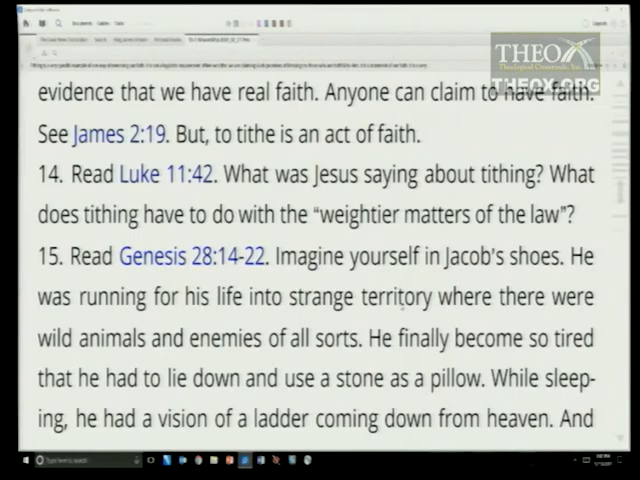 THEOX
THEOX.ORG
evidence that we have real faith. Anyone can claim to have faith.
See James 2:19. But, to tithe is an act of faith.
14. Read Luke 11:42. What was Jesus saying about tithing? What
does tithing have to do with the “weightier matters of the law”?
15. Read Genesis 28:14-22. Imagine yourself in Jacob's shoes. He
was running for his life into strange territory where there were
wild animals and enemies of all sorts. He finally become so tired
that he had to lie down and use a stone as a pillow. While sleep-
ing, he had a vision of a ladder coming down from heaven. And